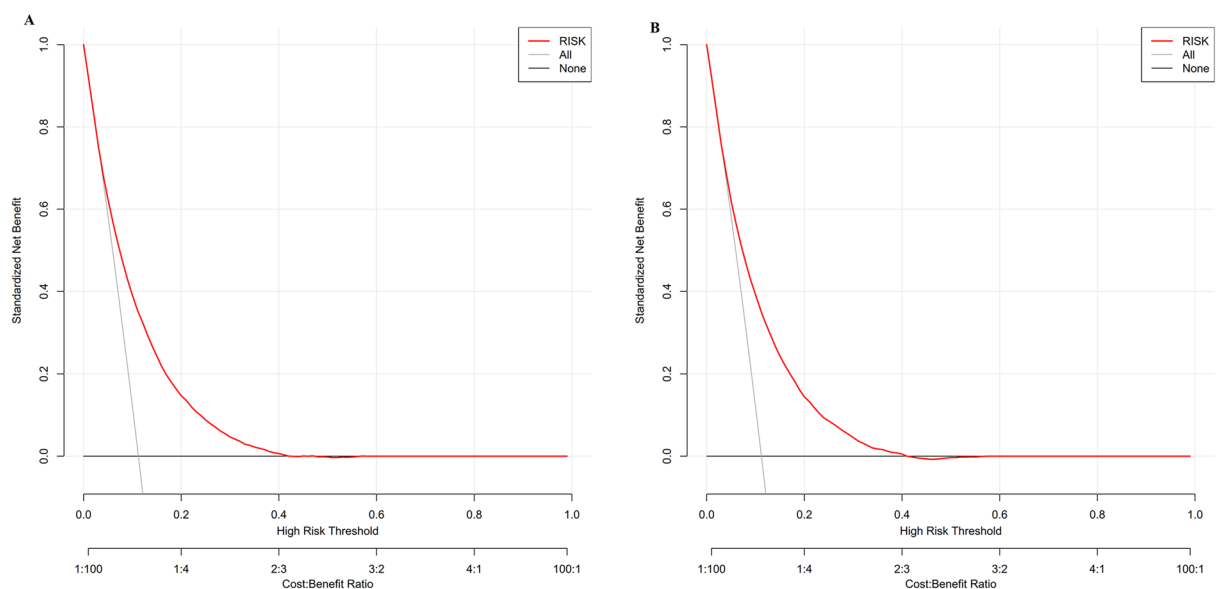 A
RISK
All
None
Standardized Net Benefit
1.0
0.8
0.6
0.4
0.2
0.0
0.0 0.2 0.4 0.6 0.8 1.0
High Risk Threshold
1:100 1:4 2:3 3:2 4:1 100:1
Cost:Benefit Ratio
B
RISK
All
None
Standardized Net Benefit
1.0
0.8
0.6
0.4
0.2
0.0
0.0 0.2 0.4 0.6 0.8 1.0
High Risk Threshold
1:100 1:4 2:3 3:2 4:1 100:1
Cost:Benefit Ratio